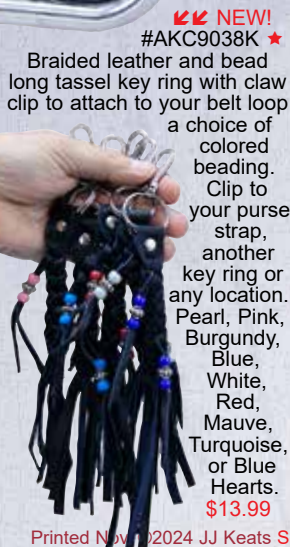 ↙↙ NEW!
#AKC9038K ★
Braided leather and bead
long tassel key ring with claw
clip to attach to your belt loop
a choice of
colored
beading.
Clip to
your purse
strap,
another
key ring or
any location.
Pearl, Pink,
Burgundy,
Blue,
White,
Red,
Mauve,
Turquoise,
or Blue
Hearts.
$13.99
Printed Nov 2024 JJ Keats S